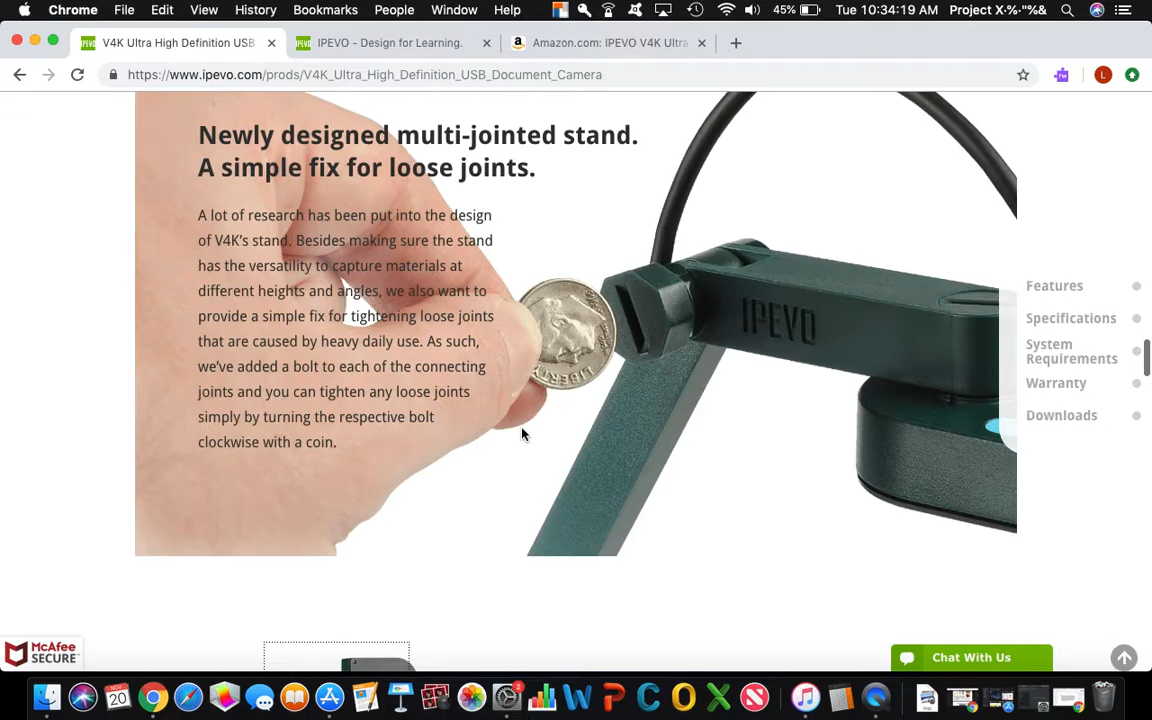 Chrome File Edit View History Bookmarks People Window Help 45% Tue 10:34:19 AM Project X-%-"%&
V4K Ultra High Definition USB
IPEVO - Design for Learning.
Amazon.com: IPEVO V4K Ultra
https://www.ipevo.com/prods/V4K_Ultra_High_Definition_USB_Document_Camera
L
Newly designed multi-jointed stand.
A simple fix for loose joints.
A lot of research has been put into the design
of V4K's stand. Besides making sure the stand
has the versatility to capture materials at
different heights and angles, we also want to
provide a simple fix for tightening loose joints
that are caused by heavy daily use. As such,
we've added a bolt to each of the connecting
joints and you can tighten any loose joints
simply by turning the respective bolt
clockwise with a coin.
LIBERTY
IPEVO
Features
Specifications
System
Requirements
Warranty
Downloads
McAfee
SECURE
Chat With Us
NOV
20
2